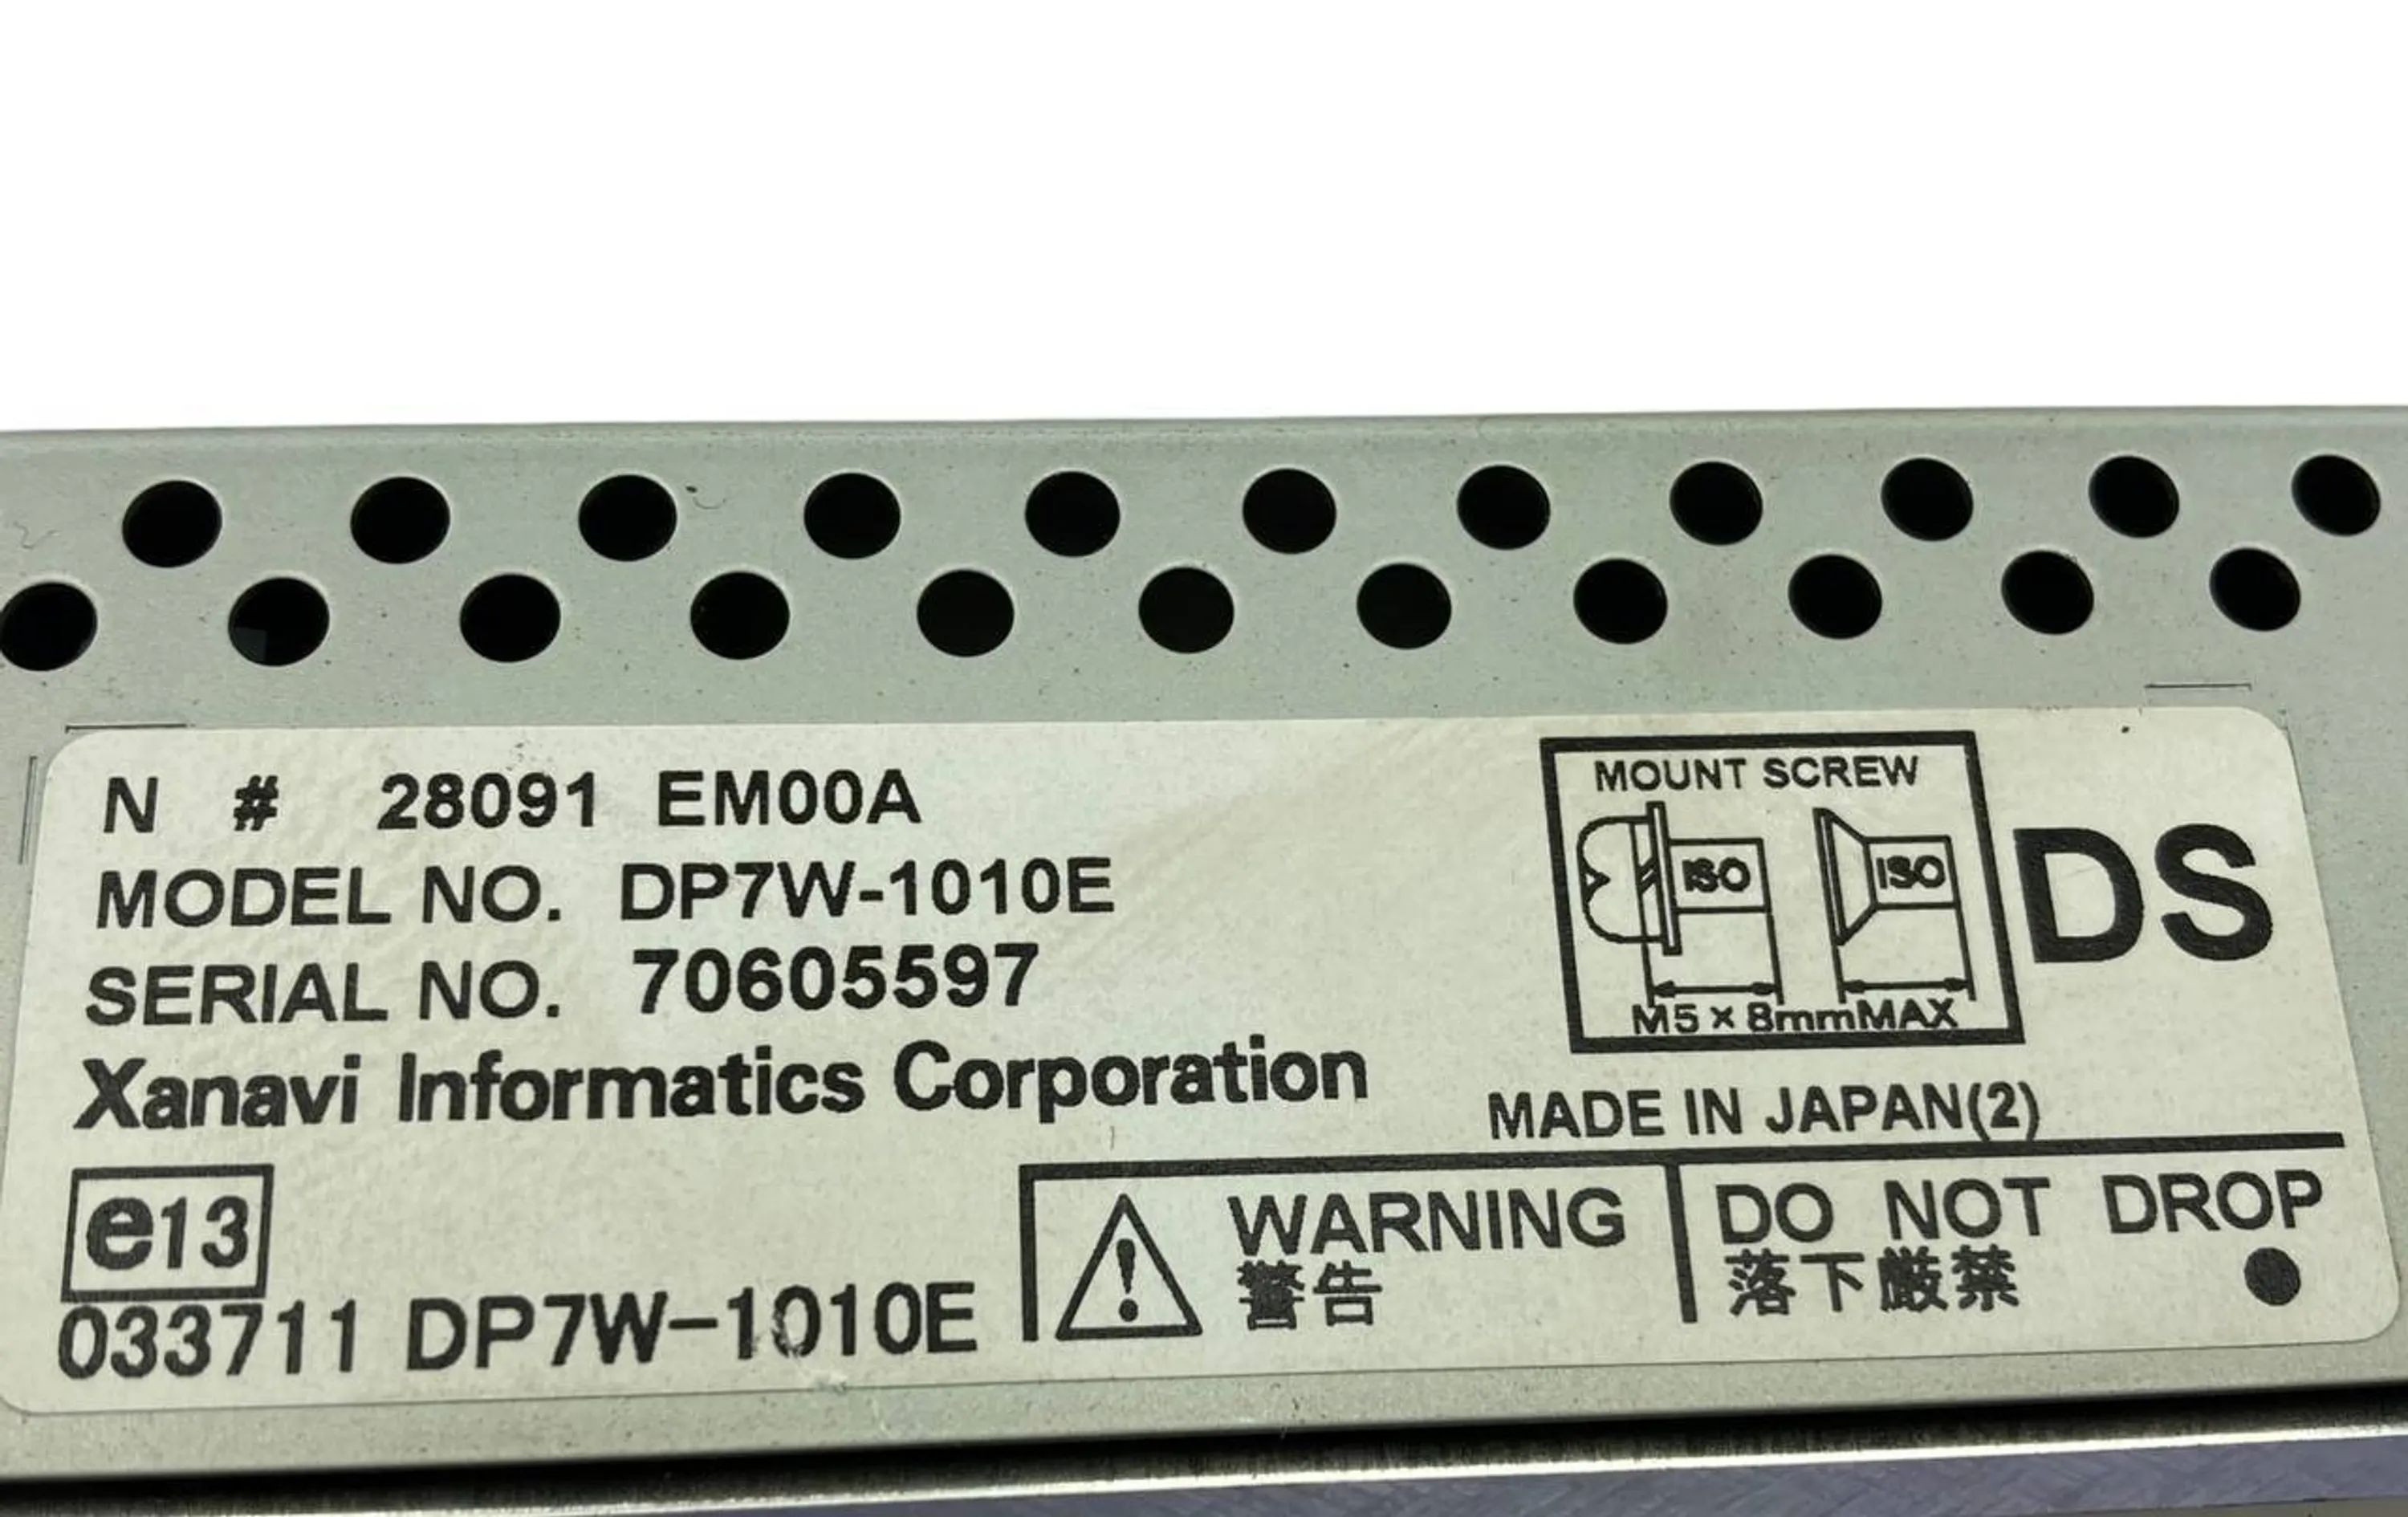 N # 28091 EM00A
MODEL NO. DP7W-1010E
SERIAL NO. 70605597
Xanavi Informatics Corporation
MOUNT SCREW
ISO ISO
M5×8mmMAX
DS
MADE IN JAPAN(2)
e13
033711 DP7W-1010E
WARNING
警告
DO NOT DROP
落下厳禁